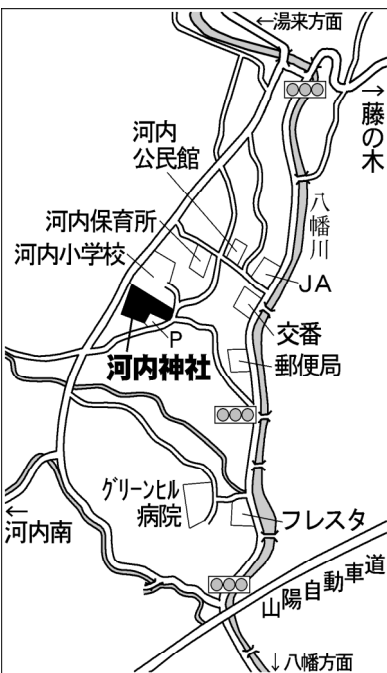 ←湯来方面
→
藤の木
河内
公民館
八幡川
河内保育所
河内小学校
JA
P
交番
河内神社
郵便局
グリーンヒル
病院
フレスタ
←
河内南
山陽自動車道
↓八幡方面